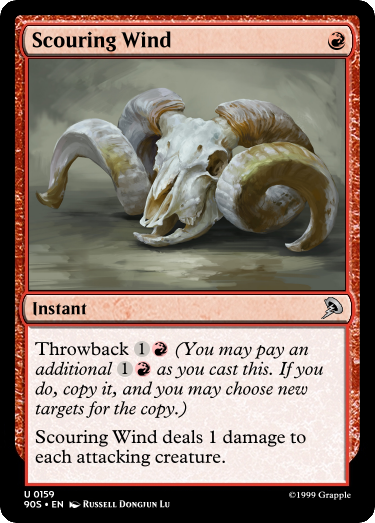 Scouring Wind
Instant
Throwback 1 (You may pay an
additional 1 as you cast this. If you
do, copy it, and you may choose new
targets for the copy.)
Scouring Wind deals 1 damage to
each attacking creature.
U 0159
90S • EN Russell Dongjun Lu
©1999 Grapple